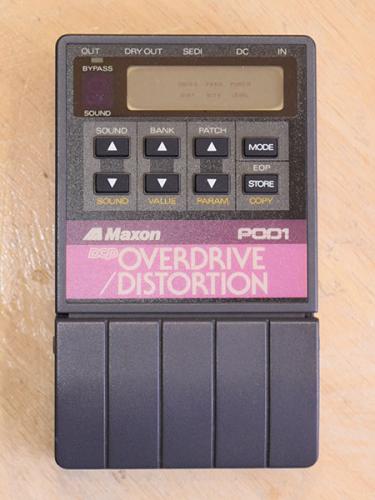 OUT DRY OUT SEDI DC IN
BYPASS
SOUND
SOUND BANK PATCH
MODE
EOP
STORE
SOUND VALUE PARAM. COPY
Maxon PDD1
DSP OVERDRIVE
/DISTORTION